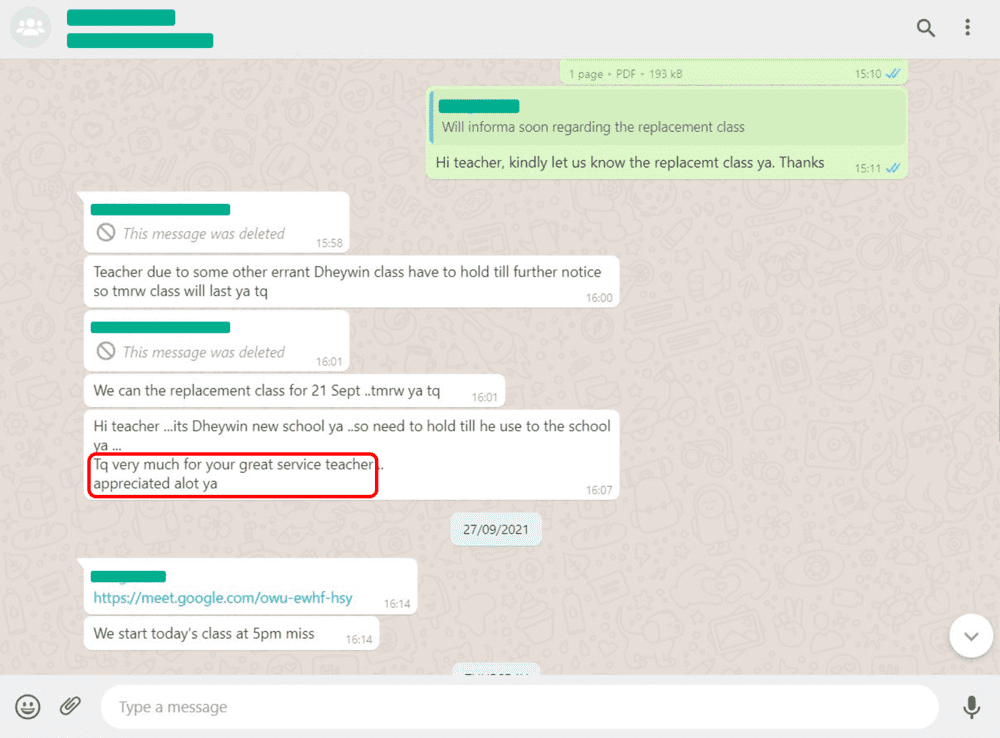 1 page • PDF • 193 kB
15:10
Will informa soon regarding the replacement class
Hi teacher, kindly let us know the replacemt class ya. Thanks
15:11
This message was deleted
15:58
Teacher due to some other errant Dheywin class have to hold till further notice
so tmrw class will last ya tq
16:00
This message was deleted
16:01
We can the replacement class for 21 Sept ..tmrw ya tq
16:01
Hi teacher ...its Dheywin new school ya ..so need to hold till he use to the school
ya ...
Tq very much for your great service teacher..
appreciated alot ya
16:07
27/09/2021
https://meet.google.com/owu-ewhf-hsy
16:14
We start today's class at 5pm miss
16:14
Type a message